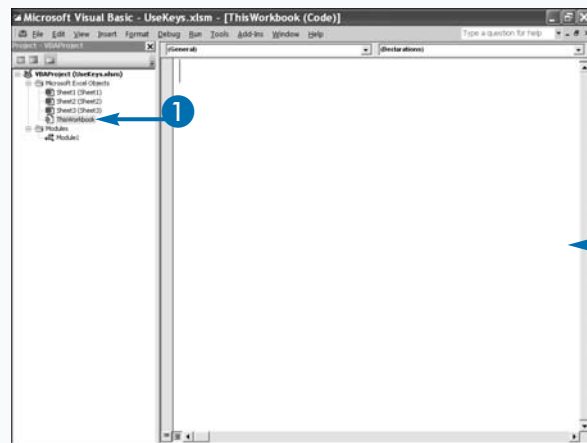 Microsoft Visual Basic - UseKeys.xlsm - [ThisWorkbook (Code)]
File Edit View Insert Format Debug Run Tools Add-Ins Window Help
Type a question for help
Project - VBAProject
(General)
(Declarations)
VBAProject (UseKeys.xlsm)
Microsoft Excel Objects
Sheet1 (Sheet1)
Sheet2 (Sheet2)
Sheet3 (Sheet3)
ThisWorkbook
1
Modules
Module1